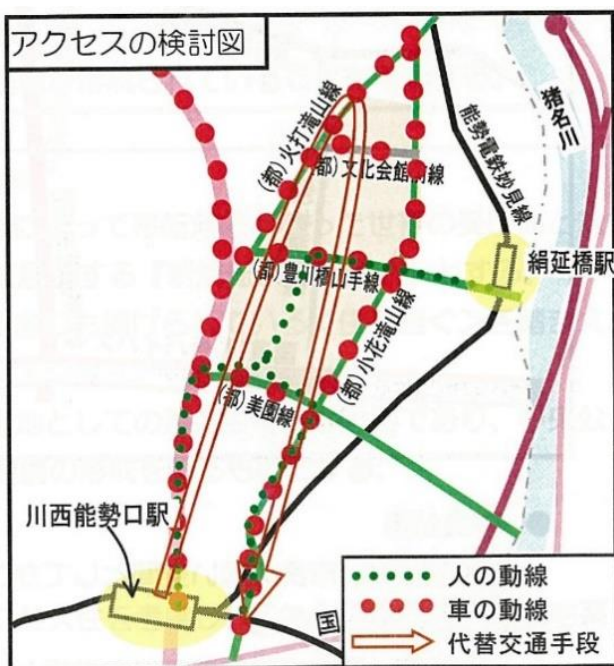 アクセスの検討図
(都)火打滝山線
(都)文化会館前線
能勢電鉄妙見線
猪名川
絹延橋駅
(都)豊川橋山手線
(都)小花滝山線
(都)美園線
川西能勢口駅
国
人の動線
車の動線
代替交通手段